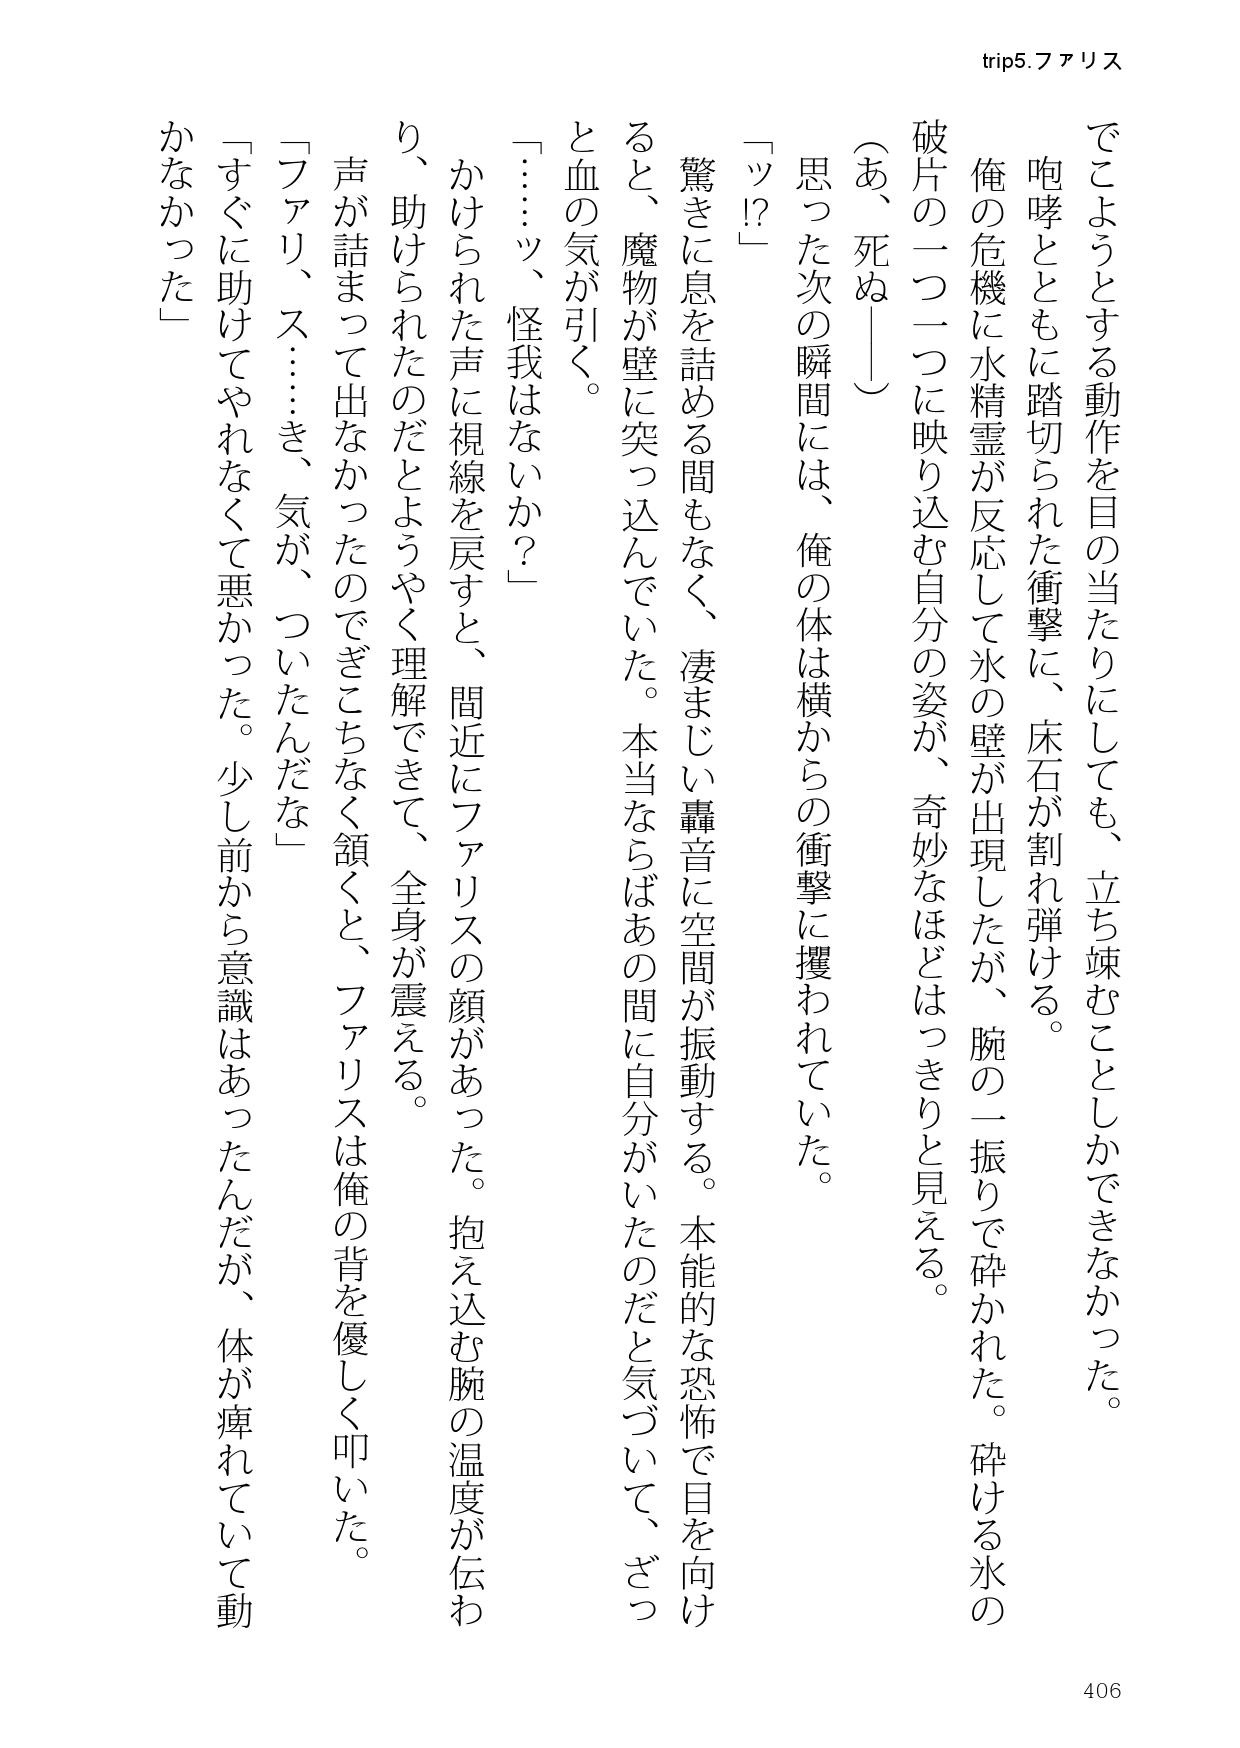 trip5.ファリス
でこようとする動作を目の当たりにしても、立ち竦むことしかできなかった。
咆哮とともに踏切られた衝撃に、床石が割れ弾ける。
俺の危機に水精霊が反応して氷の壁が出現したが、腕の一振りで砕かれた。砕ける氷の
破片の一つ一つに映り込む自分の姿が、奇妙なほどはっきりと見える。
（あ、死ぬ――）
思った次の瞬間には、俺の体は横からの衝撃に攫われていた。
「ッ!?」
驚きに息を詰める間もなく、凄まじい轟音に空間が振動する。本能的な恐怖で目を向け
ると、魔物が壁に突っ込んでいた。本当ならばあの間に自分がいたのだと気づいて、ざっ
と血の気が引く。
「……ッ、怪我はないか？」
かけられた声に視線を戻すと、間近にファリスの顔があった。抱え込む腕の温度が伝わ
り、助けられたのだとようやく理解できて、全身が震える。
声が詰まって出なかったのでぎこちなく頷くと、ファリスは俺の背を優しく叩いた。
「ファリ、ス……き、気が、ついたんだな」
「すぐに助けてやれなくて悪かった。少し前から意識はあったんだが、体が痺れていて動
かなかった」
406